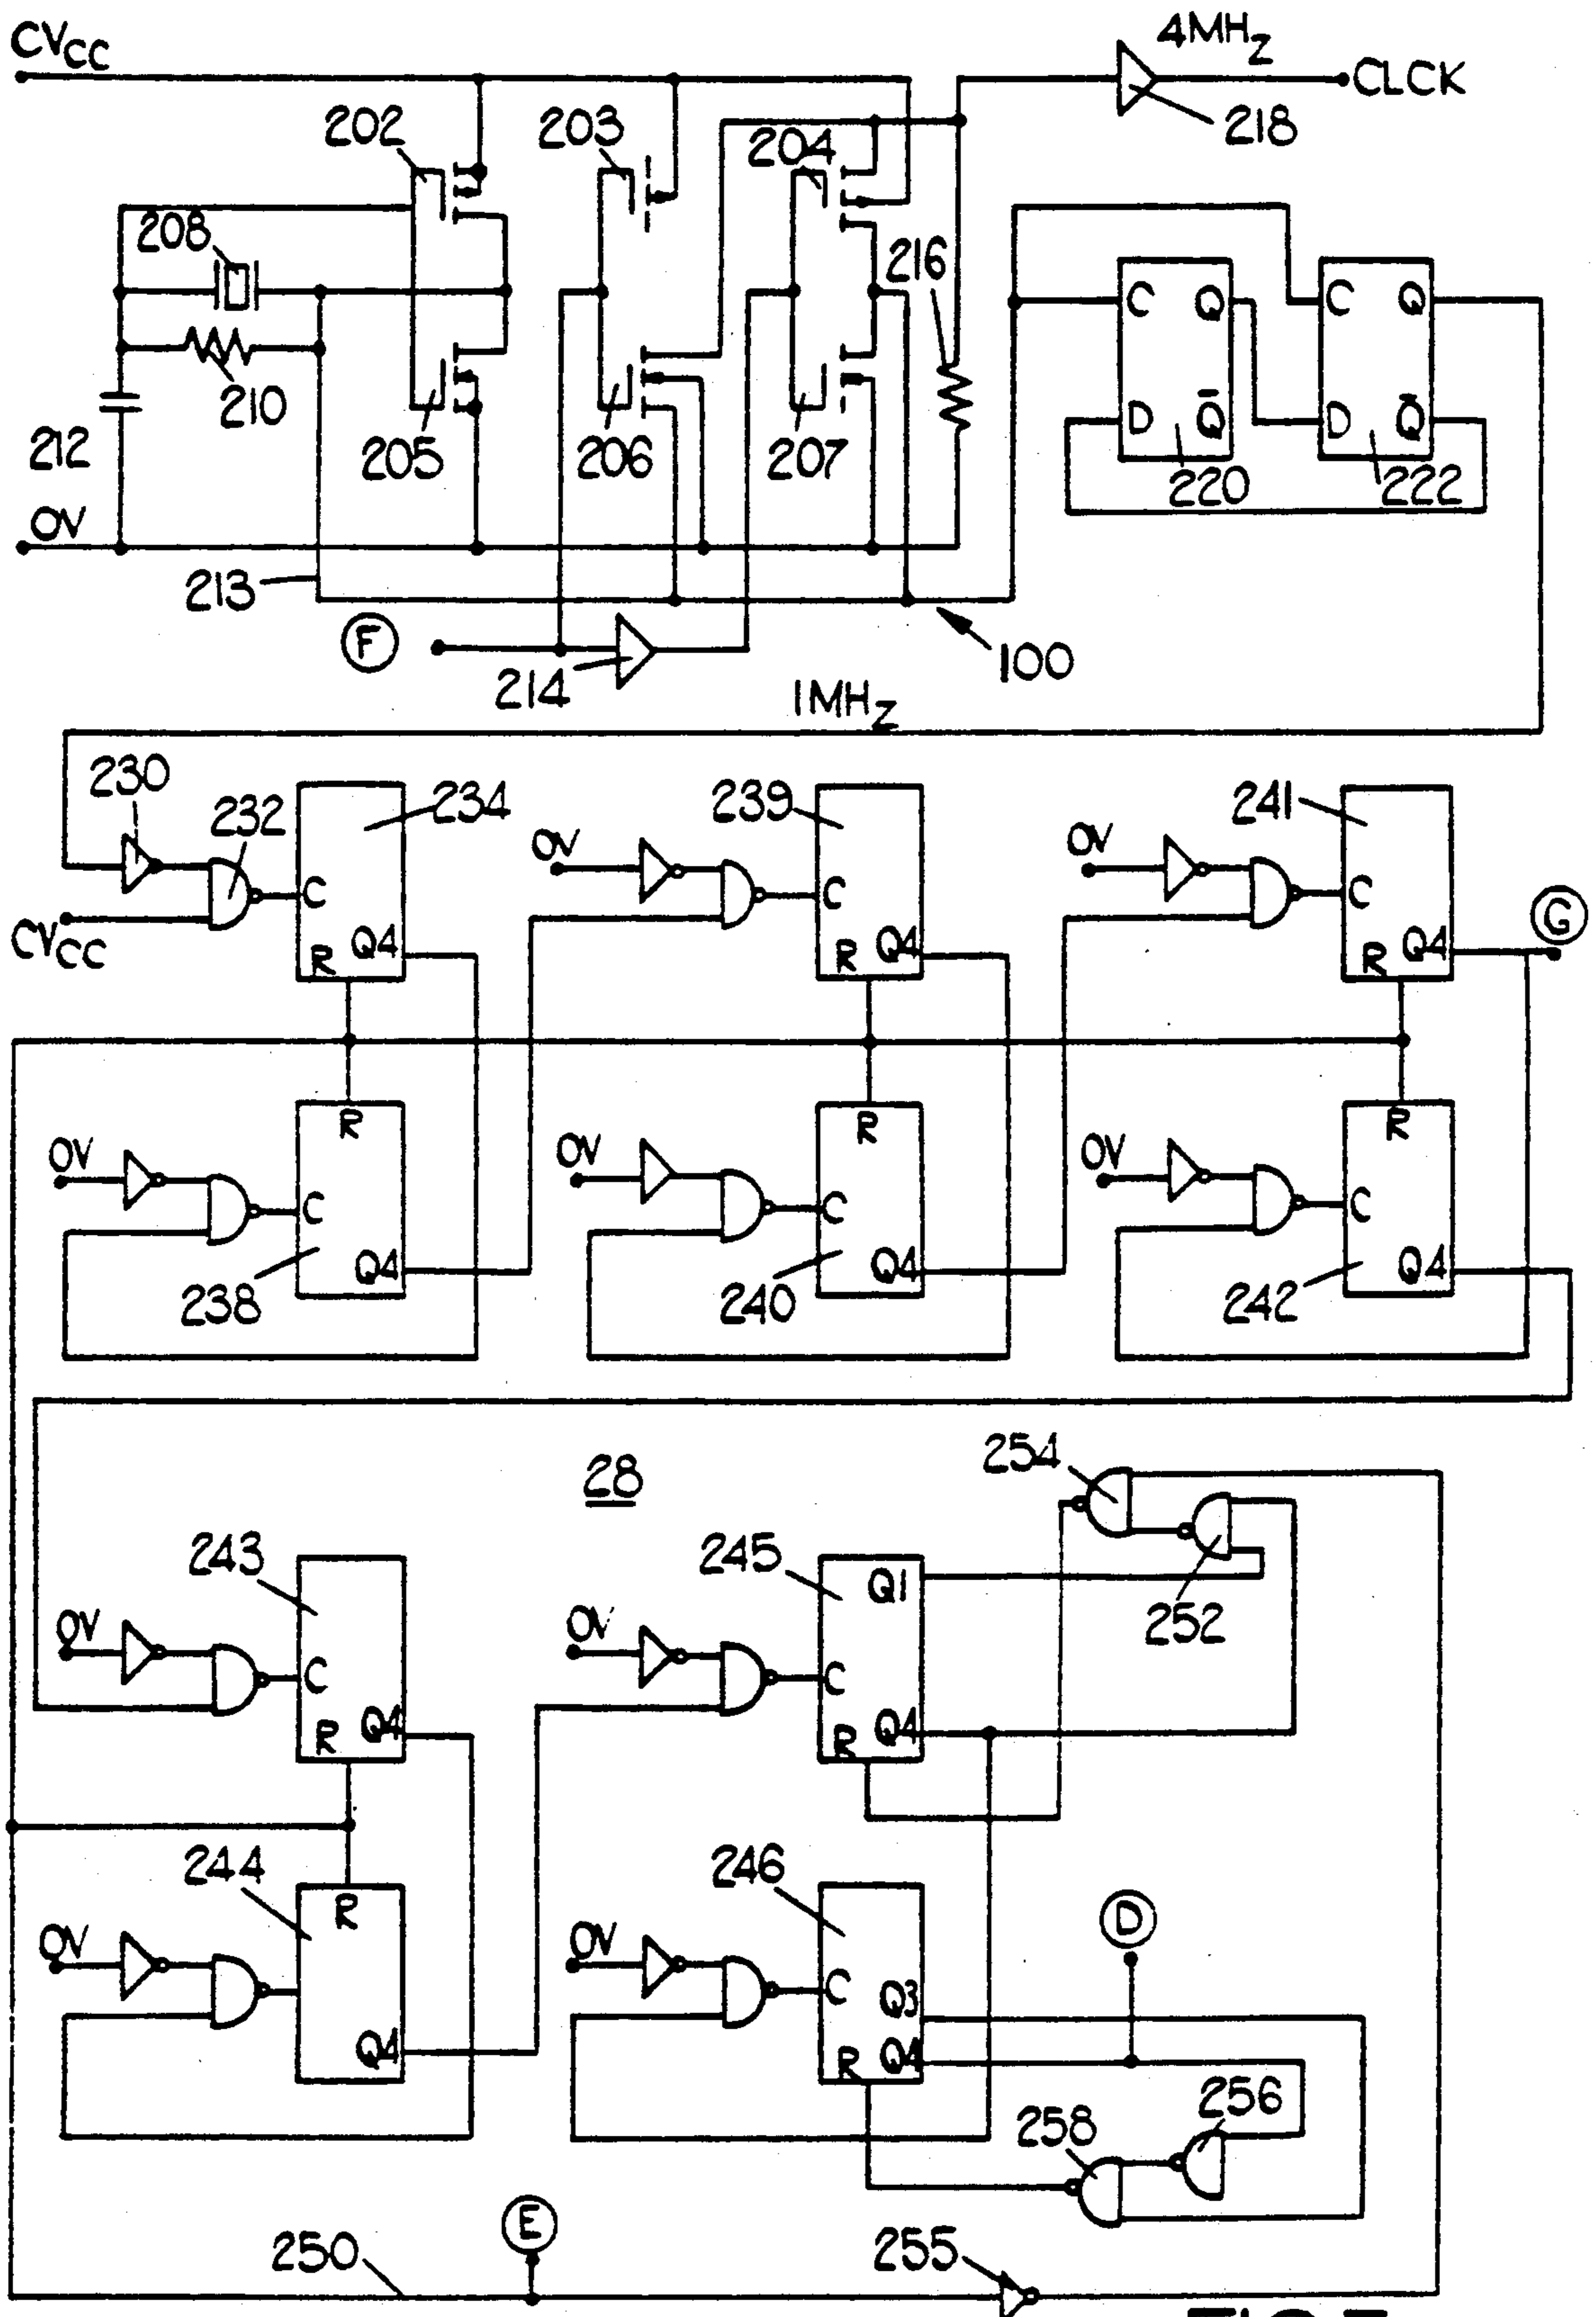 CVCC
4MHZ
CLCK
202
203
204
218
208
216
C
Q
C
Q
210
D
Q̅
D
Q̅
212
205
206
207
220
222
0V
213
F
214
100
1MHZ
230
232
234
239
241
0V
0V
C
C
C
G
CVCC
R
Q4
R
Q4
R
Q4
R
R
R
0V
0V
0V
C
C
C
238
Q4
240
Q4
242
Q4
28
254
243
245
Q1
252
0V
0V
C
C
R
Q4
R
Q4
244
246
R
D
0V
0V
C
Q3
Q4
R
Q4
256
258
E
250
255